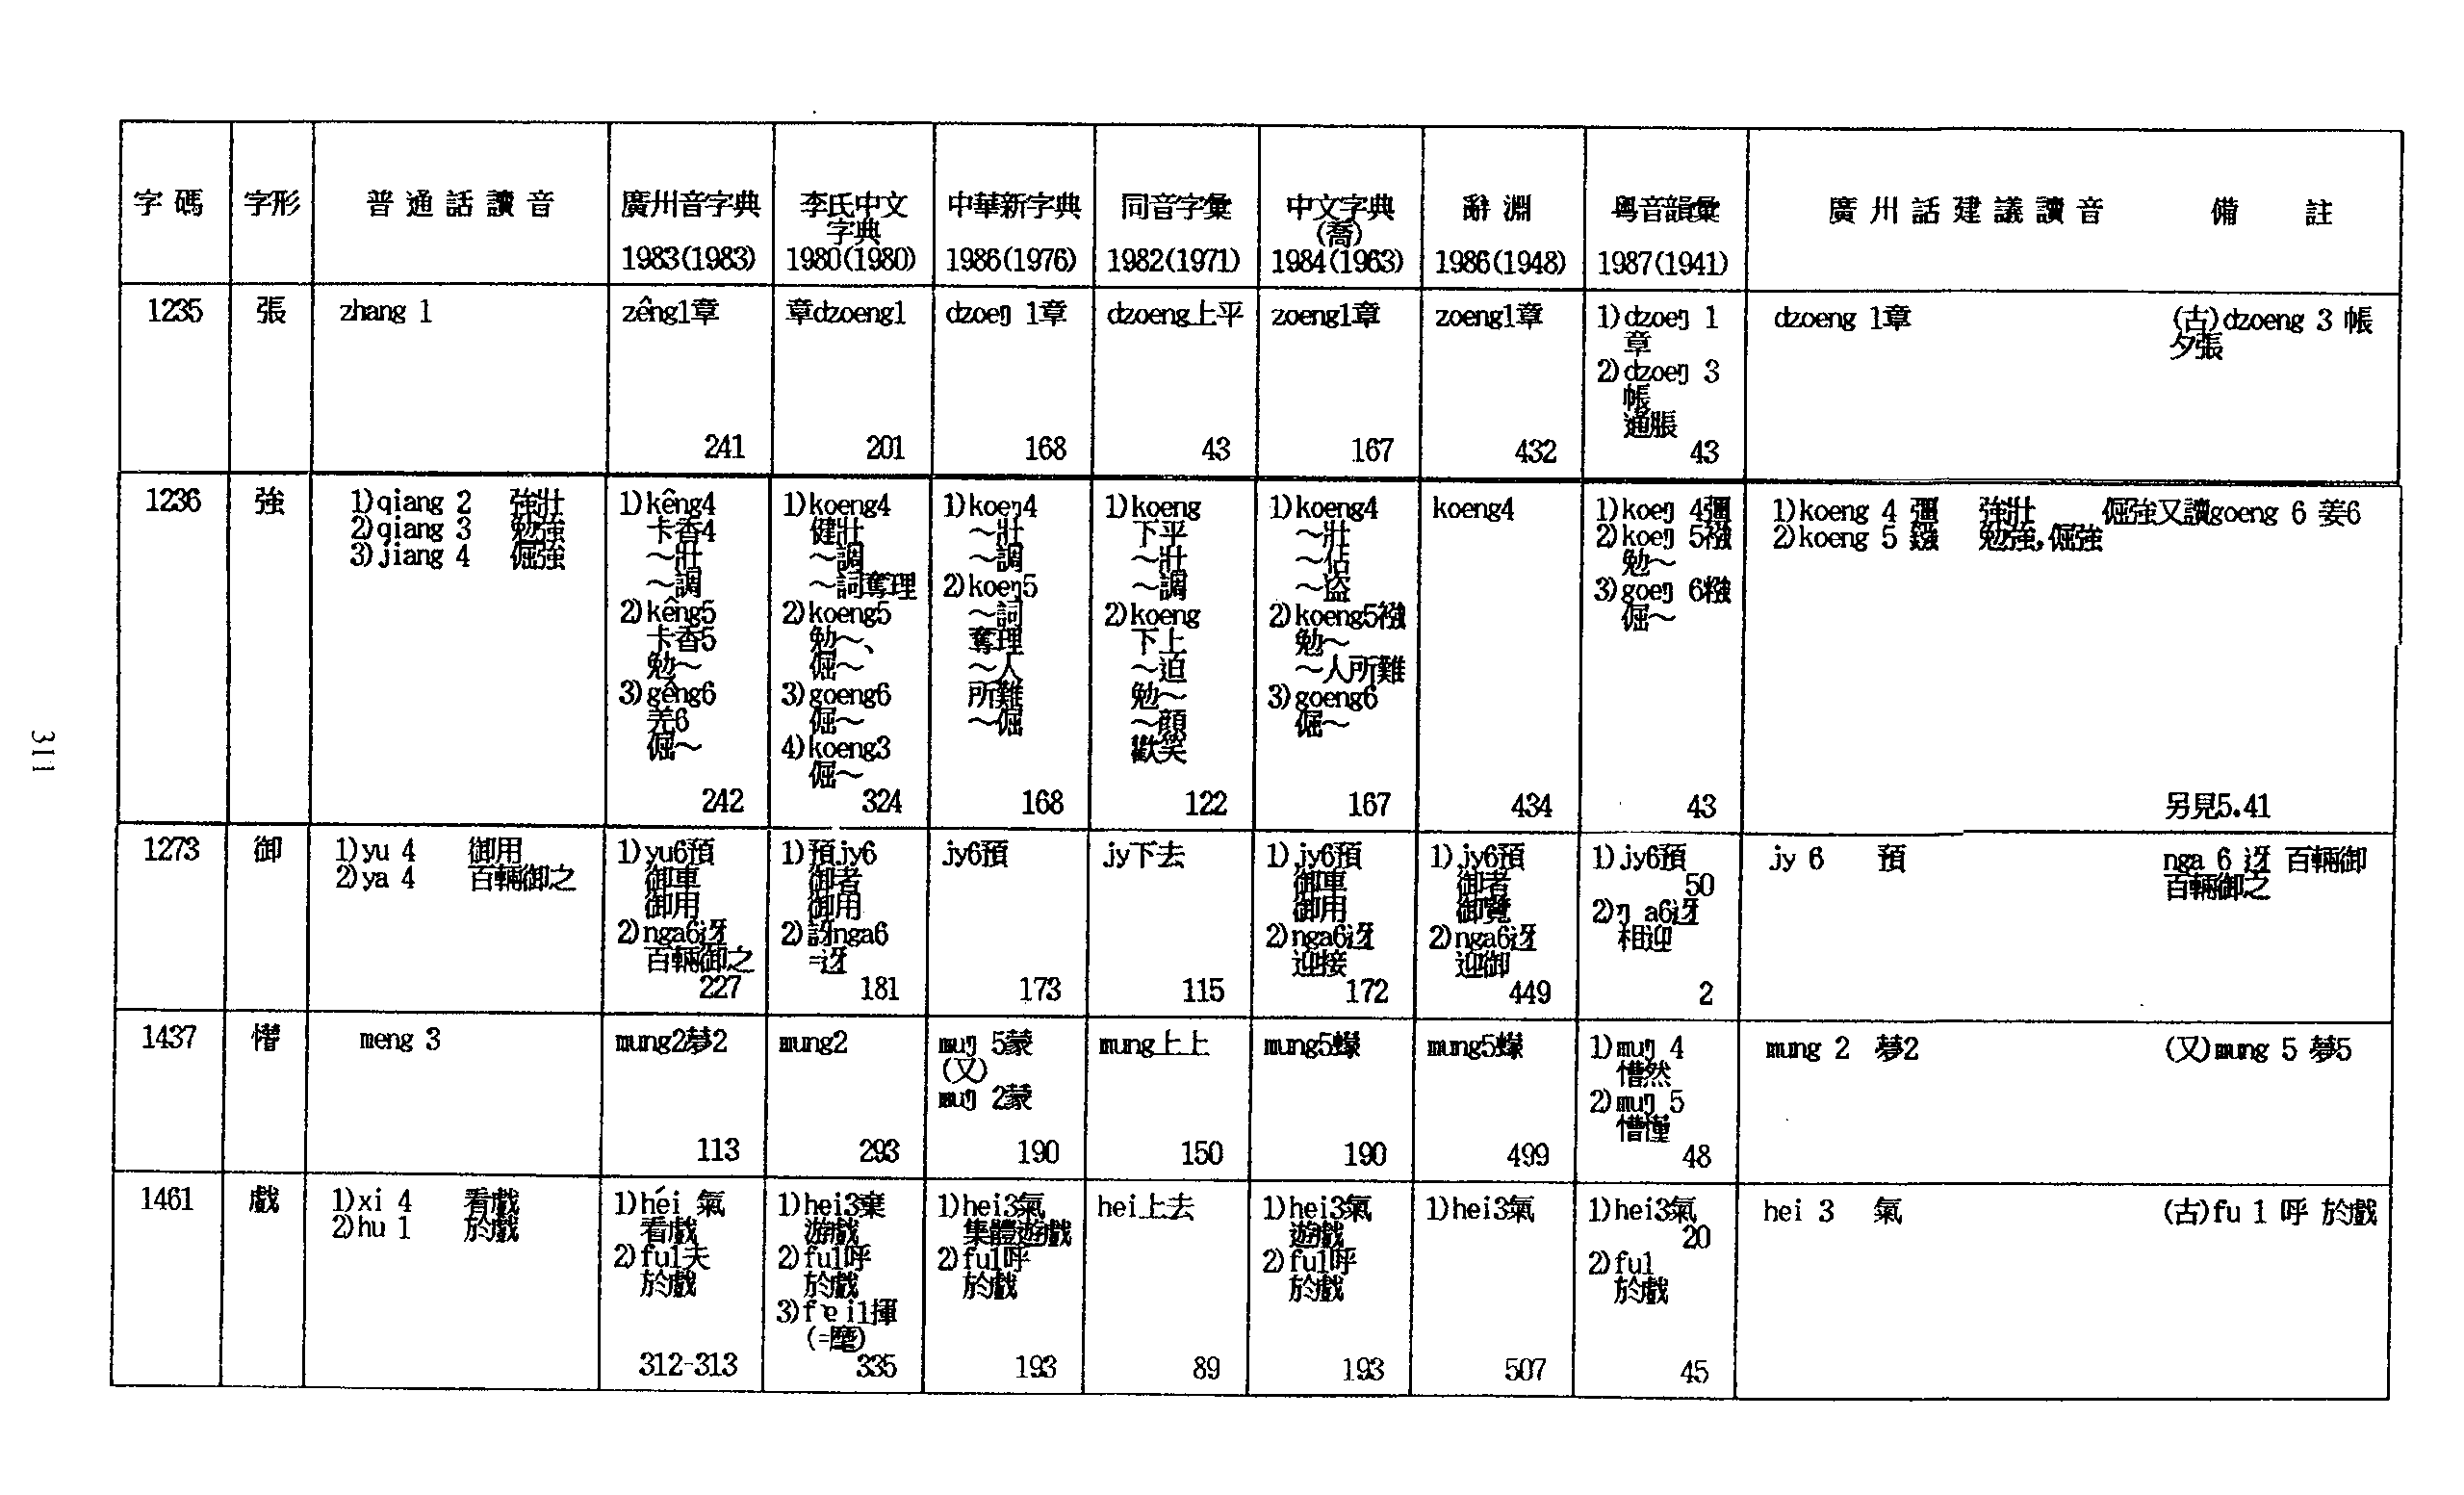 字碼
字形
普通話讀音
廣州音字典
1983(1983)
李氏中文
字典
1980(1980)
中華新字典
1986(1976)
同音字彙
1982(1971)
中文字典
(喬)
1984(1963)
辭淵
1986(1948)
粵音韻彙
1987(1941)
廣州話建議讀音
備註
1235
張
zhang 1
zêng1章
241
章dzoeng1
201
dzoeŋ 1章
168
dzoeng上平
43
zoeng1章
167
zoeng1章
432
1)dzoeŋ 1
章
2)dzoeŋ 3
帳
通脹
43
dzoeng 1章
(古)dzoeng 3 帳
夕張
1236
強
1)qiang 2 強壯
2)qiang 3 勉強
3)jiang 4 倔強
1)kêng4
卡香4
～壯
～調
2)kêng5
卡香5
勉～
3)gêng6
羌6
倔～
242
1)koeng4
健壯
～調
～詞奪理
2)koeng5
勉～、
倔～
3)goeng6
倔～
4)koeng3
倔～
324
1)koeŋ4
～壯
～調
2)koeŋ5
～詞
奪理
～人
所難
～倔
168
1)koeng
下平
～壯
～調
2)koeng
下上
～迫
勉～
～顔
歡笑
122
1)koeng4
～壯
～佔
～盜
2)koeng5襁
勉～
～人所難
3)goeng6
倔～
167
koeng4
434
1)koeŋ 4彊
2)koeŋ 5襁
勉～
3)goeŋ 6糨
倔～
43
1)koeng 4 彊 強壯 倔強又讀goeng 6 姜6
2)koeng 5 鏹 勉強,倔強
另見5.41
1273
御
1)yu 4 御用
2)ya 4 百輛御之
1)yu6預
御車
御用
2)nga6迓
百輛御之
227
1)預jy6
御者
御用
2)訝nga6
=迓
181
jy6預
173
jy下去
115
1)jy6預
御車
御用
2)nga6迓
迎接
172
1)jy6預
御者
御覽
2)nga6迓
迎御
449
1)jy6預
50
2)ŋ a6迓
相迎
2
jy 6 預
nga 6 迓 百輛御
百輛御之
1437
懵
meng 3
mung2夢2
113
mung2
293
muŋ 5蒙
(又)
muŋ 2蒙
190
mung上上
150
mung5蠓
190
mung5蠓
499
1)muŋ 4
懵然
2)muŋ 5
懵懂
48
mung 2 夢2
(又)mung 5 夢5
1461
戲
1)xi 4 看戲
2)hu 1 於戲
1)héi 氣
看戲
2)fu1夫
於戲
312-313
1)hei3棄
游戲
2)fu1呼
於戲
3)fɐi1揮
(=麾)
335
1)hei3氣
集體遊戲
2)fu1呼
於戲
193
hei上去
89
1)hei3氣
遊戲
2)fu1呼
於戲
193
1)hei3氣
507
1)hei3氣
20
2)fu1
於戲
45
hei 3 氣
(古)fu 1 呼 於戲
311